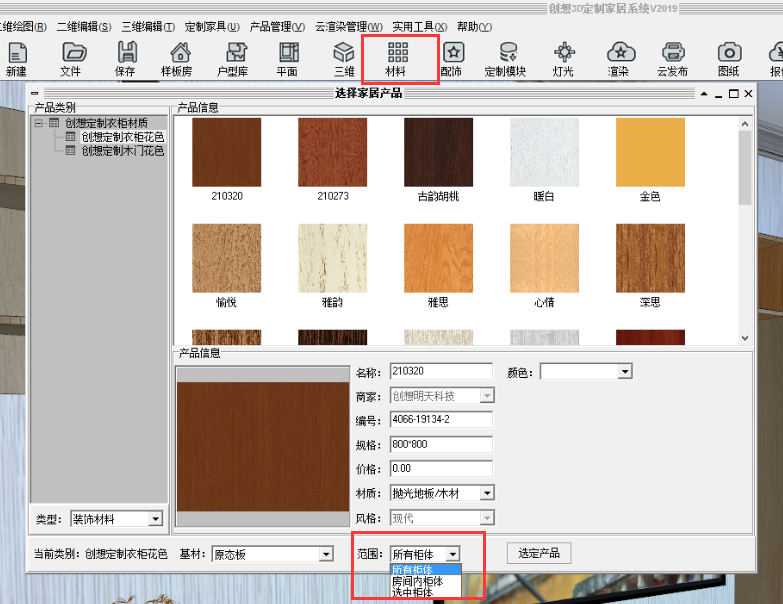 创想3D定制家居系统V2019
维绘图(R) 二维编辑(S) 三维编辑(T) 定制家具(U) 产品管理(V) 云渲染管理(W) 实用工具(X) 帮助(Y)
新建 文件 保存 样板房 户型库 平面 三维 材料 配饰 定制模块 灯光 渲染 云发布 图纸
选择家居产品
产品类别
创想定制衣柜材质
创想定制衣柜花色
创想定制木门花色
产品信息
210320 210273 古韵胡桃 暖白 金色
愉悦 雅韵 雅思 心情 深思
产品信息
名称: 210320 颜色:
商家: 创想明天科技
编号: 4066-19134-2
规格: 800*800
价格: 0.00
材质: 抛光地板/木材
风格: 现代
类型: 装饰材料
当前类别: 创想定制衣柜花色 基材: 原态板 范围: 所有柜体 选定产品
所有柜体
房间内柜体
选中柜体